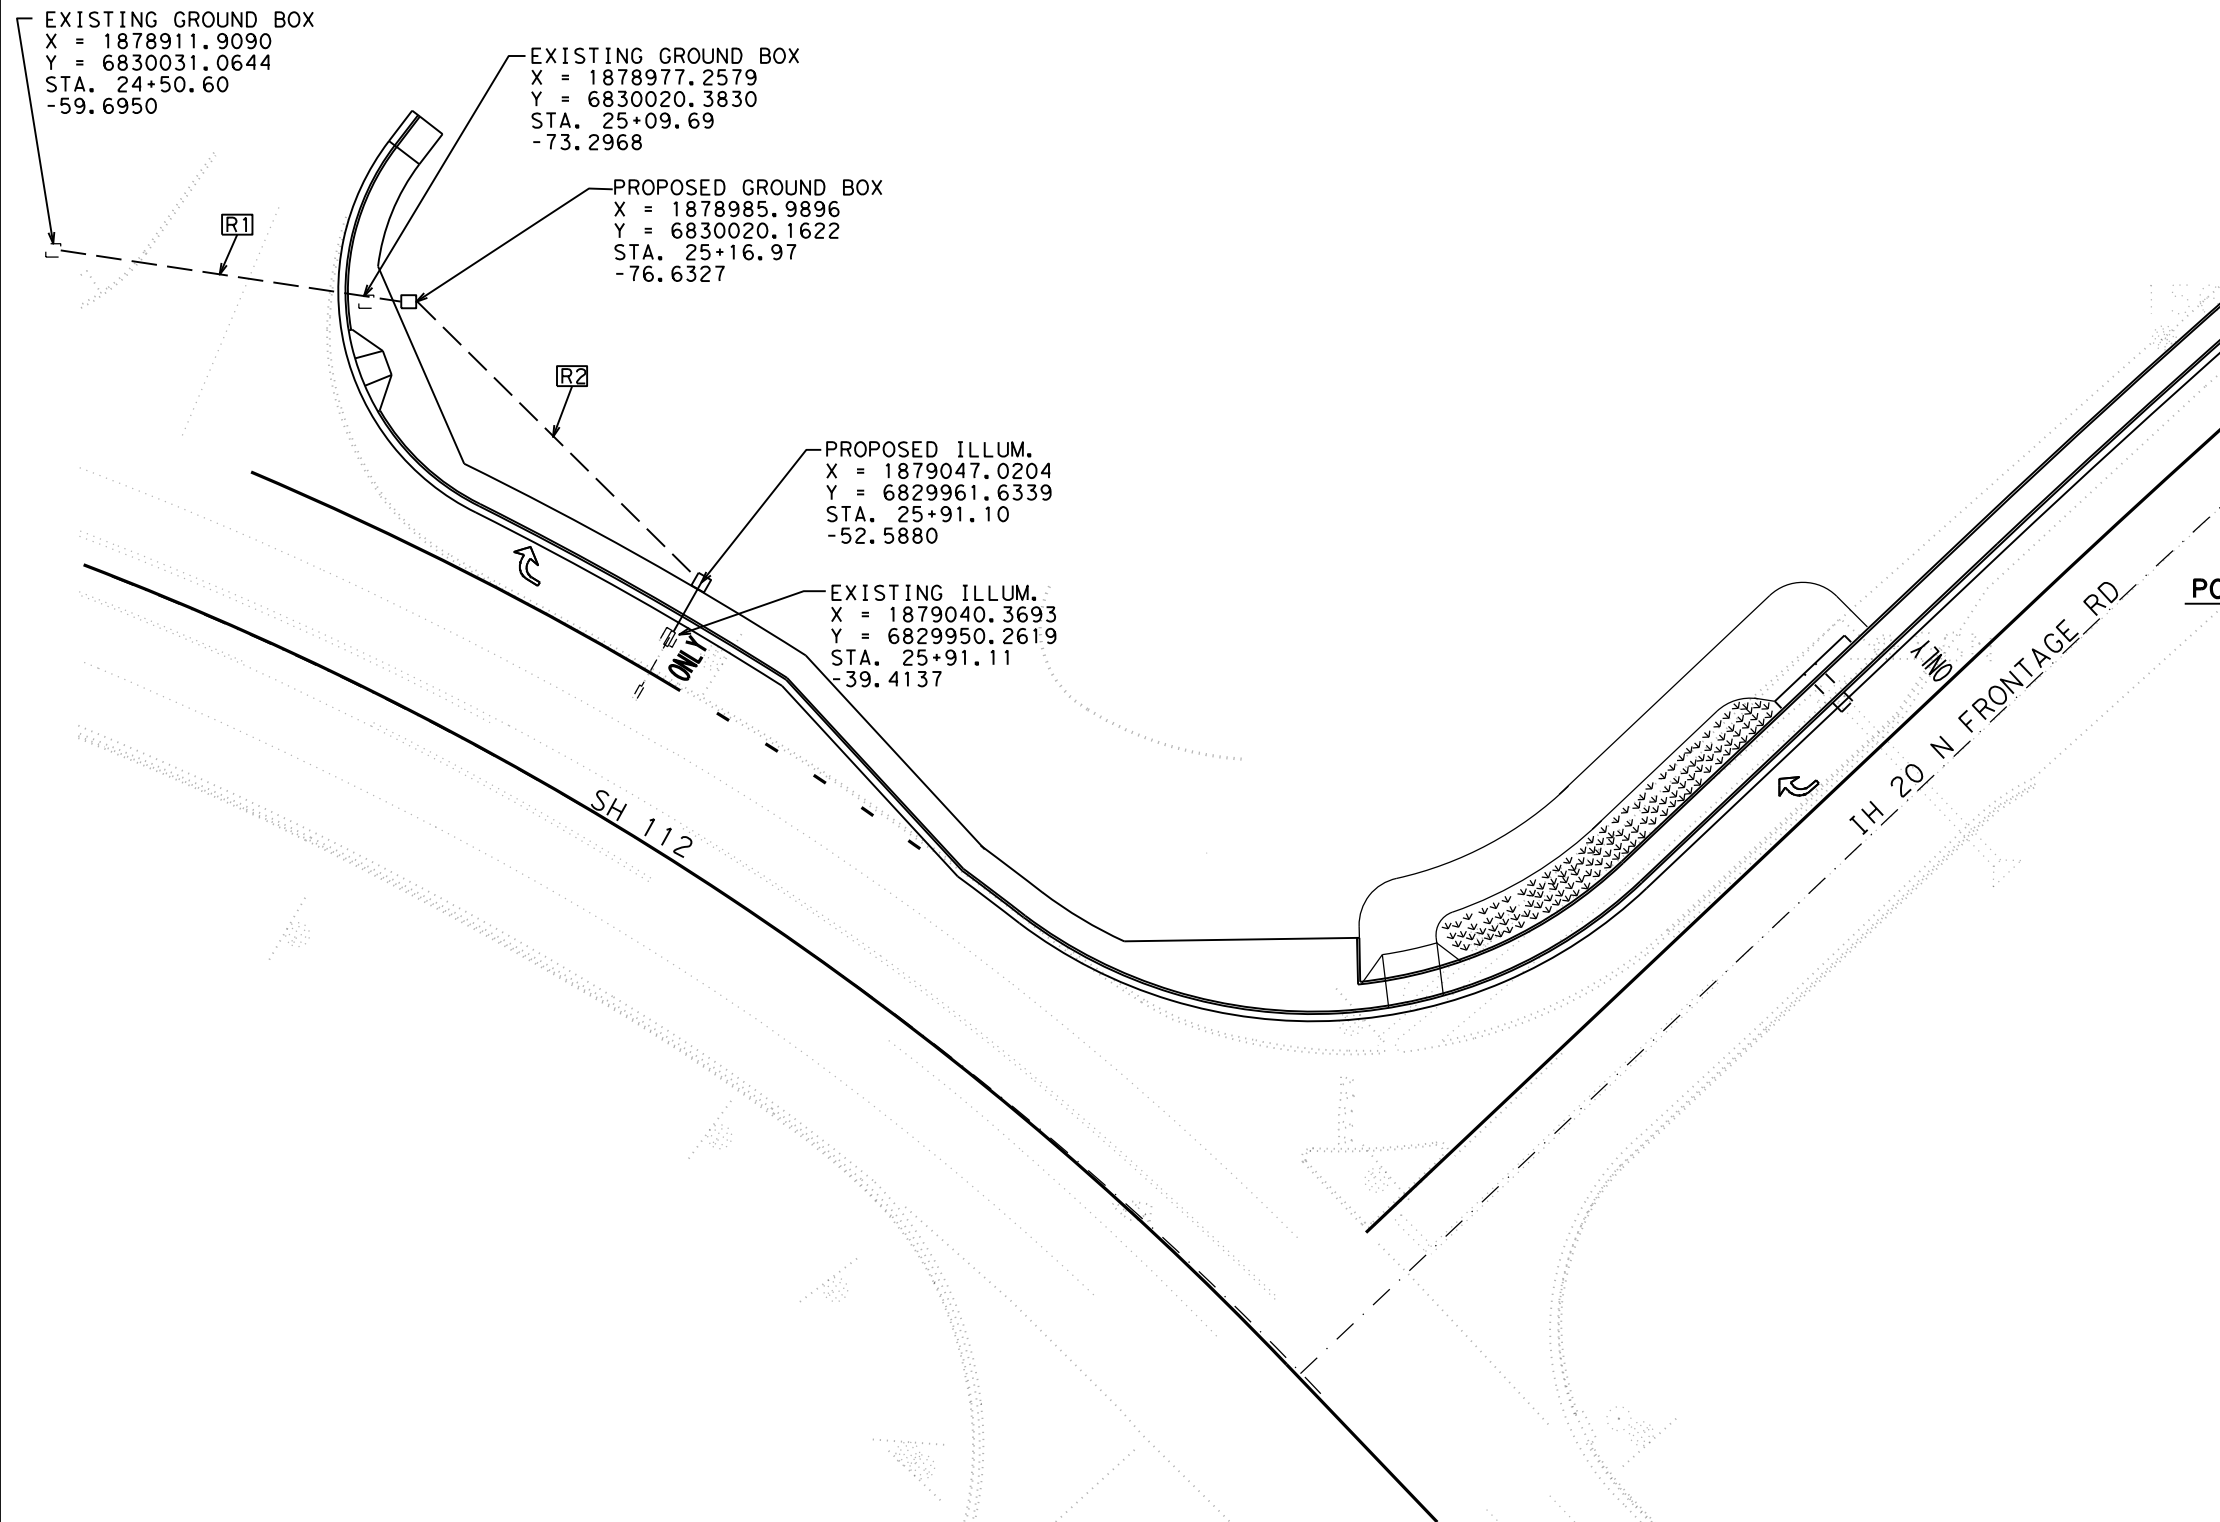 EXISTING GROUND BOX
X = 1878911.9090
Y = 6830031.0644
STA. 24+50.60
-59.6950
EXISTING GROUND BOX
X = 1878977.2579
Y = 6830020.3830
STA. 25+09.69
-73.2968
PROPOSED GROUND BOX
X = 1878985.9896
Y = 6830020.1622
STA. 25+16.97
-76.6327
R1
R2
PROPOSED ILLUM.
X = 1879047.0204
Y = 6829961.6339
STA. 25+91.10
-52.5880
EXISTING ILLUM.
X = 1879040.3693
Y = 6829950.2619
STA. 25+91.11
-39.4137
ONLY
ONLY
SH 112
IH 20 N FRONTAGE RD